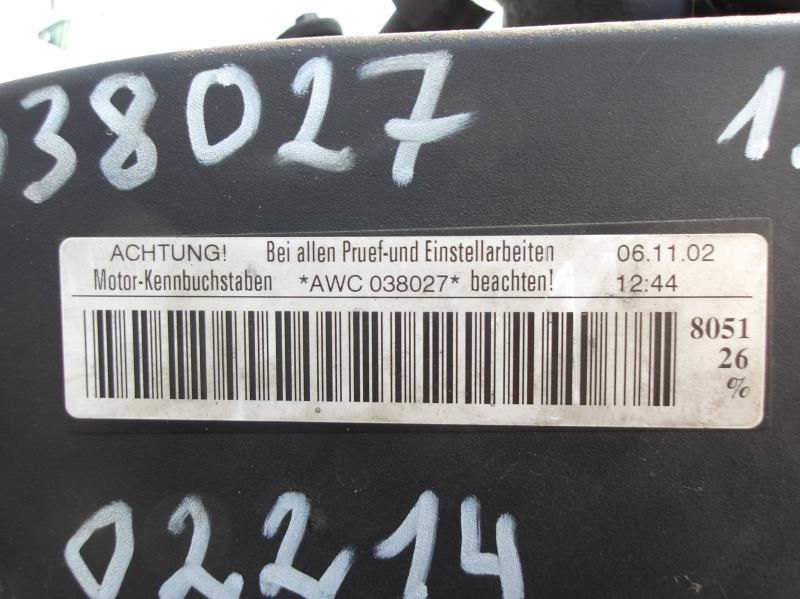 038027 1.
ACHTUNG! Bei allen Pruef-und Einstellarbeiten 06.11.02
Motor-Kennbuchstaben *AWC 038027* beachten! 12:44
8051
26
%
02214